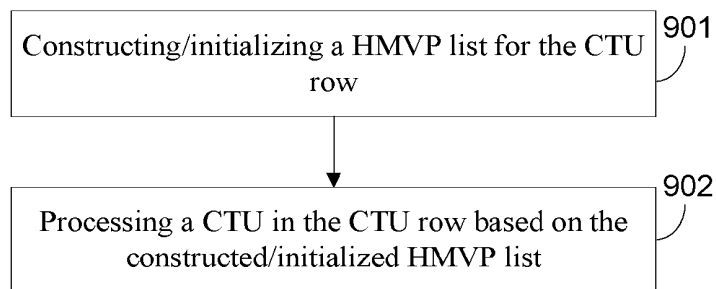 901
Constructing/initializing a HMVP list for the CTU
row
902
Processing a CTU in the CTU row based on the
constructed/initialized HMVP list